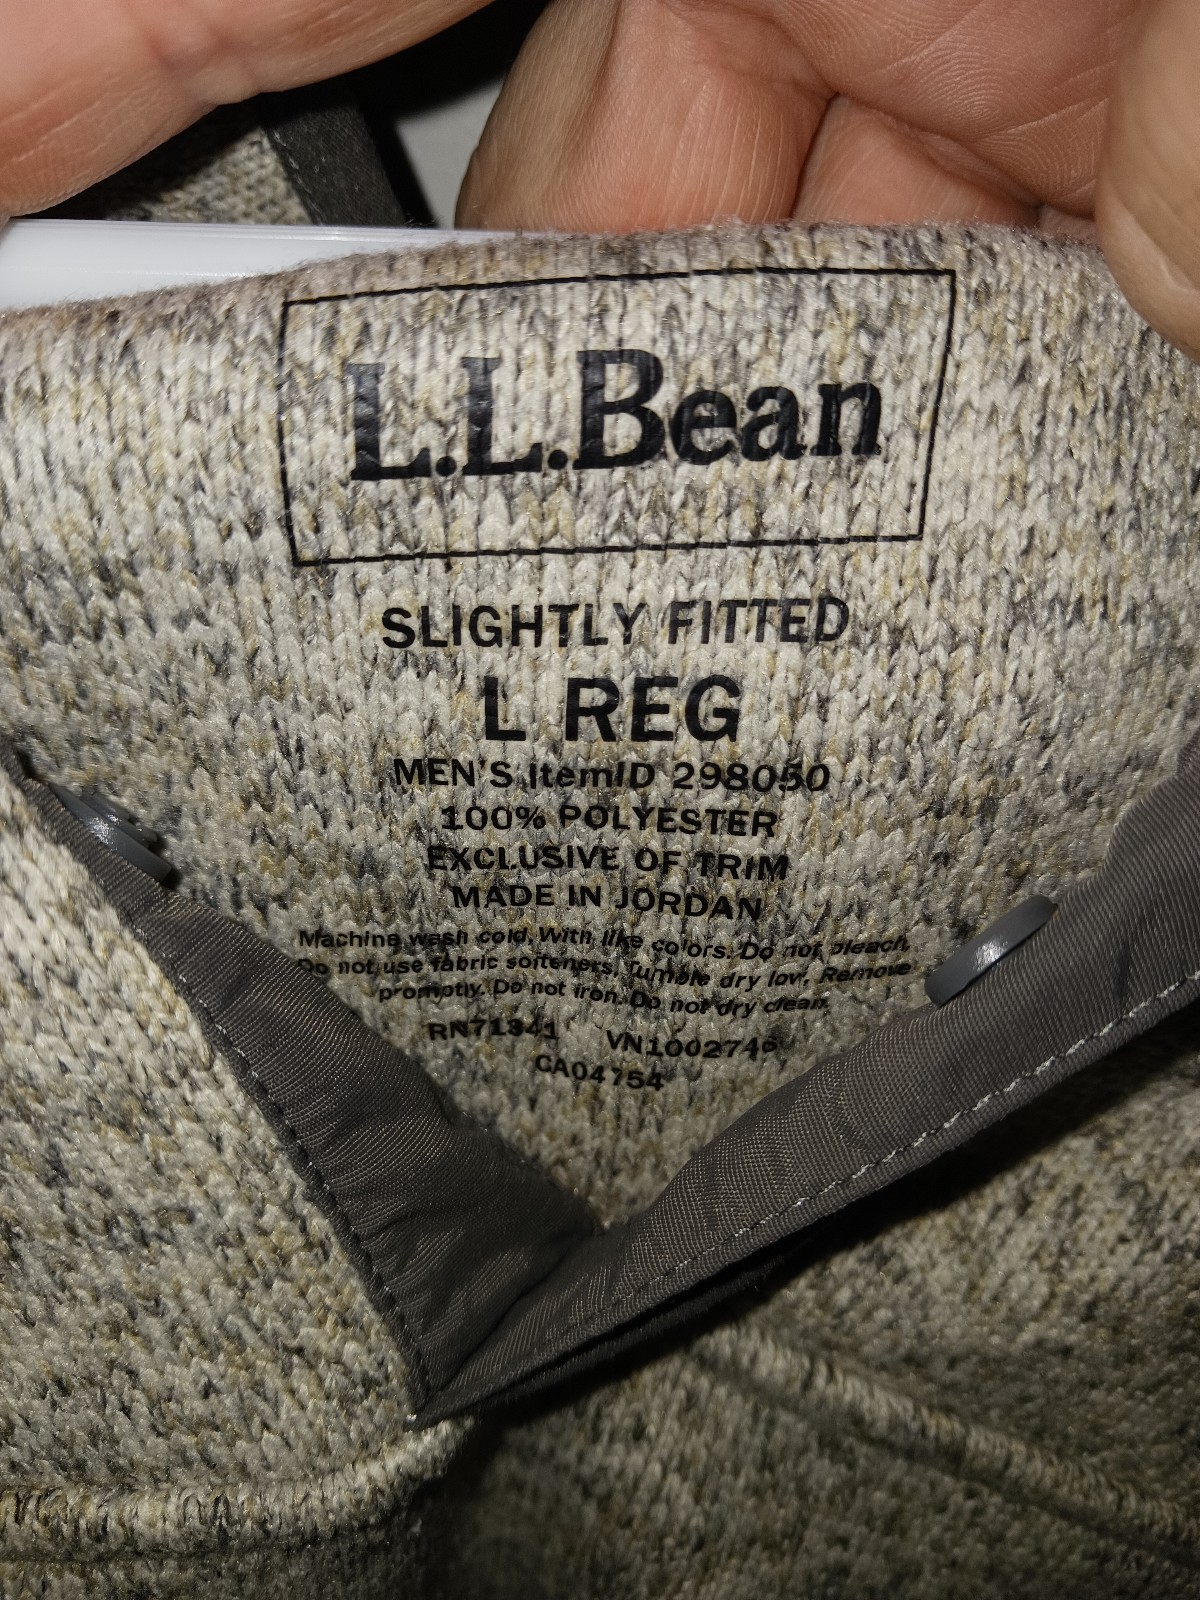 L.L.Bean
SLIGHTLY FITTED
L REG
MEN'S ItemID 298050
100% POLYESTER
EXCLUSIVE OF TRIM
MADE IN JORDAN
Machine wash cold, With like colors. Do not bleach.
Do not use fabric softeners, Tumble dry low, Remove
promptly. Do not iron. Do not dry clean.
RN71341 VN1002746
CA04754